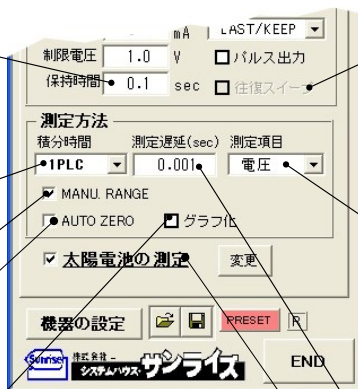 mA LAST/KEEP
制限電圧 1.0 V パルス出力
保持時間 0.1 sec 往復スイープ
測定方法
積分時間 測定遅延(sec) 測定項目
1PLC 0.001 電圧
MANU. RANGE
AUTO ZERO グラフ化
太陽電池の測定 変更
機器の設定 PRESET R
Sunrise 株式会社 システムハウス・サンライズ END